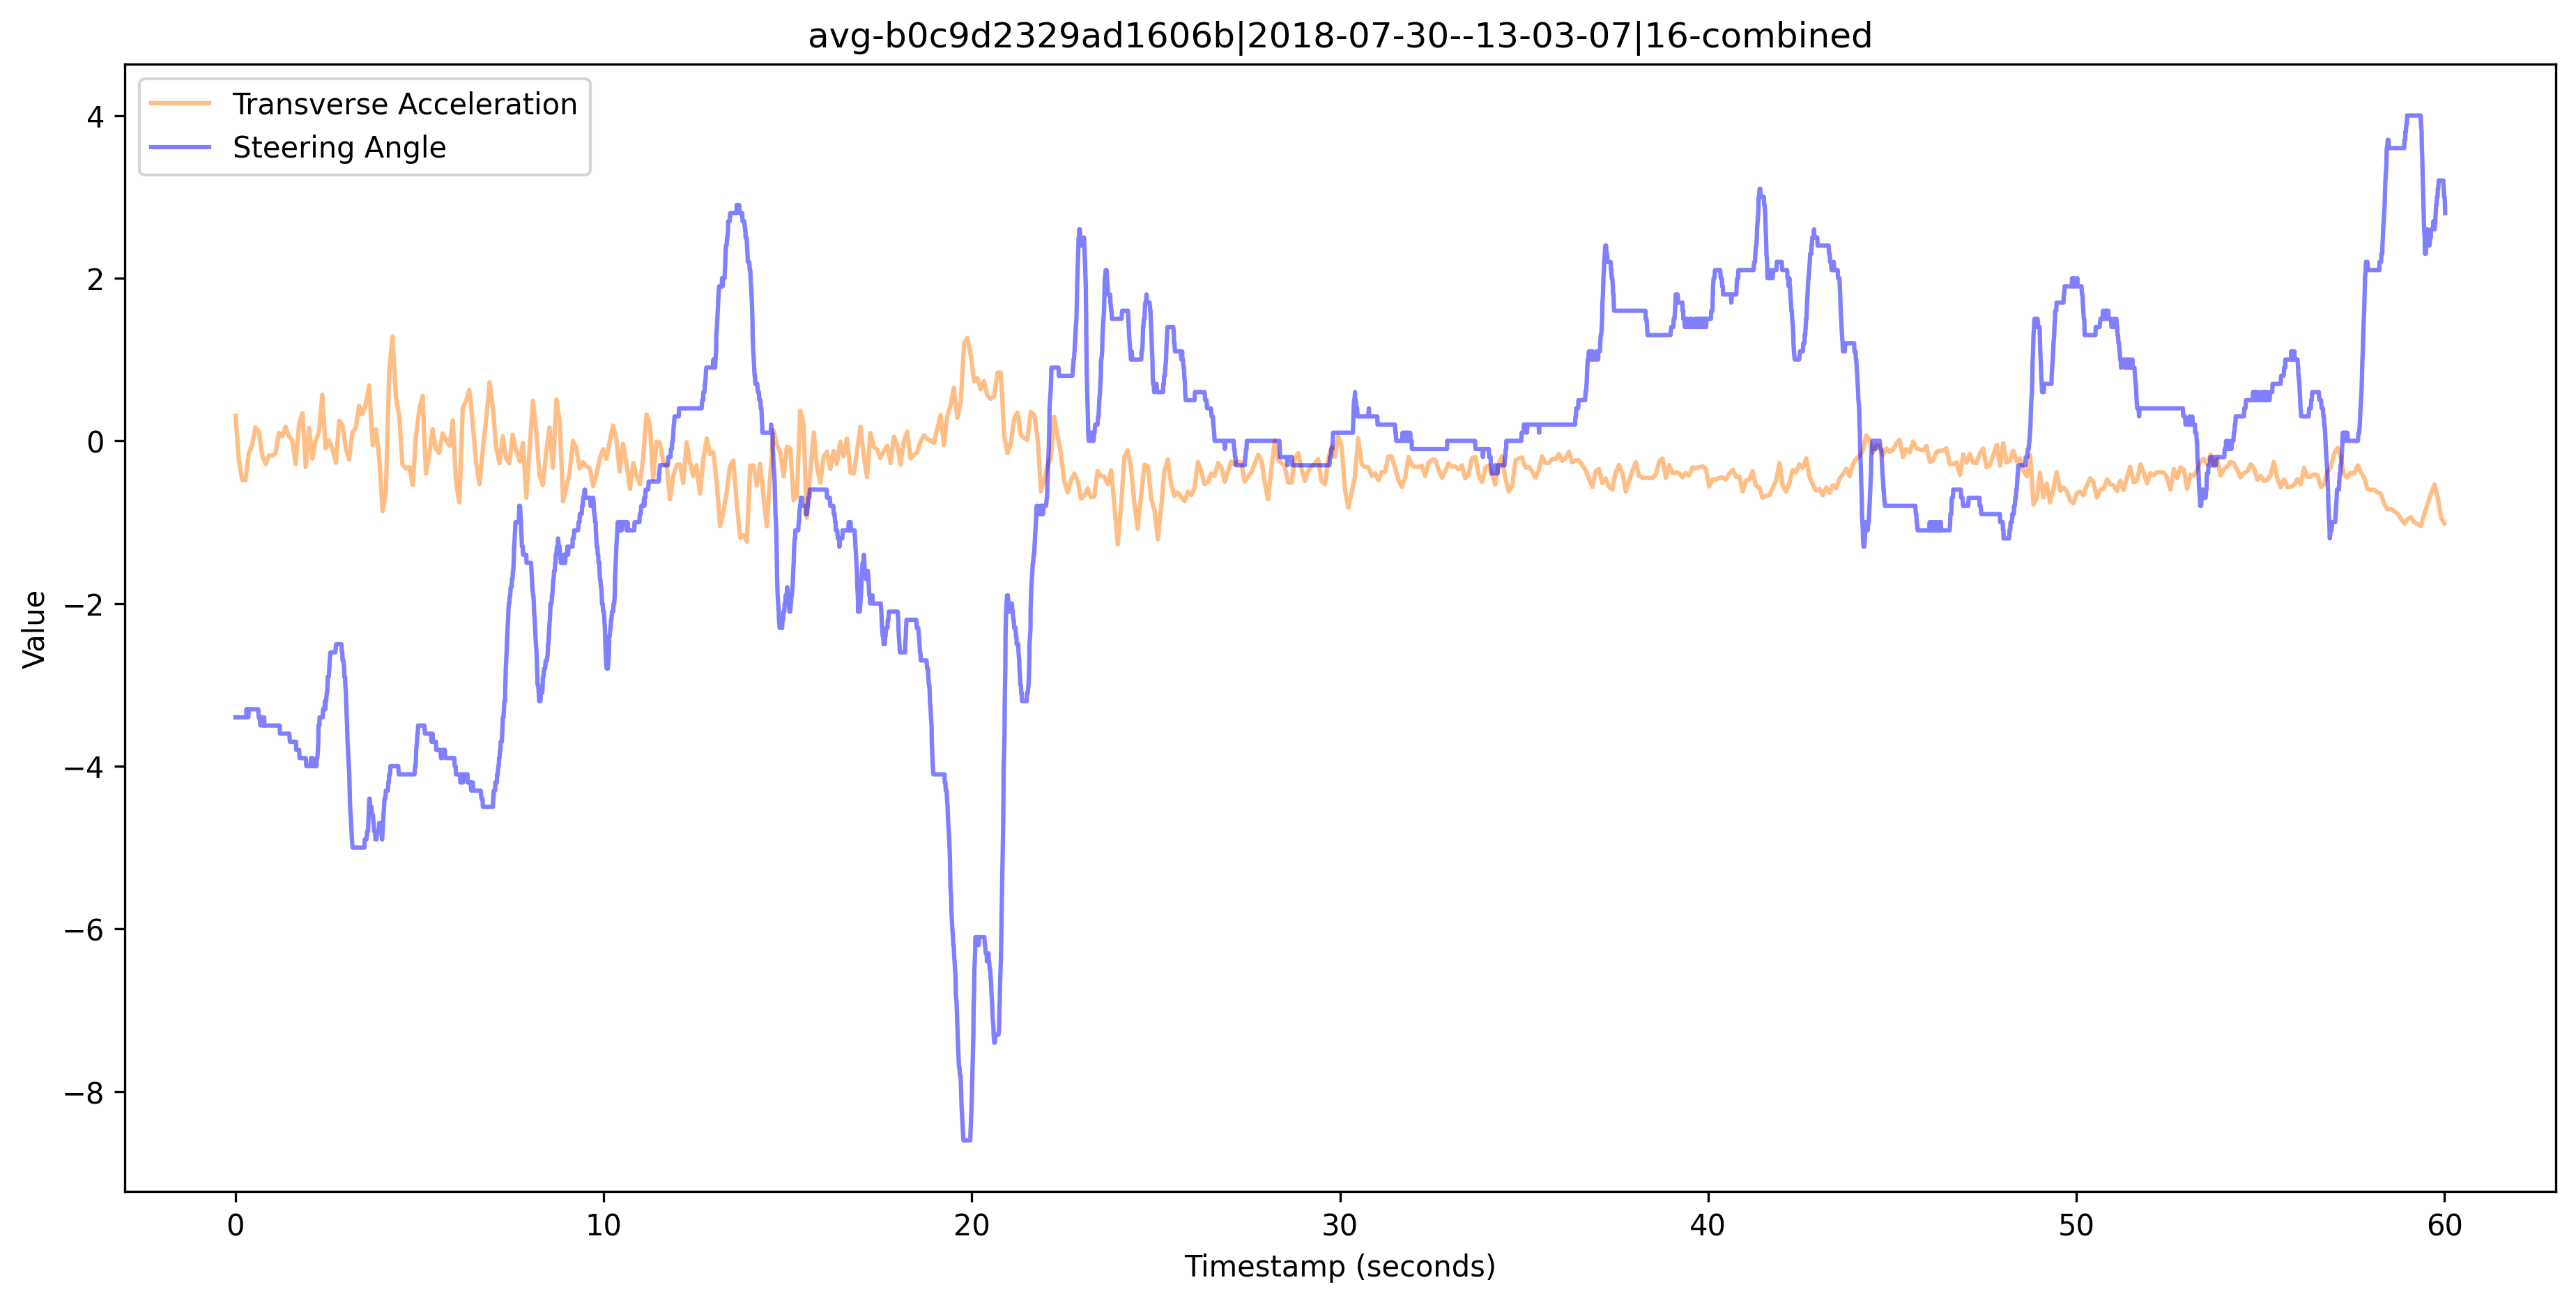 avg-b0c9d2329ad1606b|2018-07-30--13-03-07|16-combined
Transverse Acceleration
Steering Angle
4
2
0
−2
−4
−6
−8
Value
0 10 20 30 40 50 60
Timestamp (seconds)